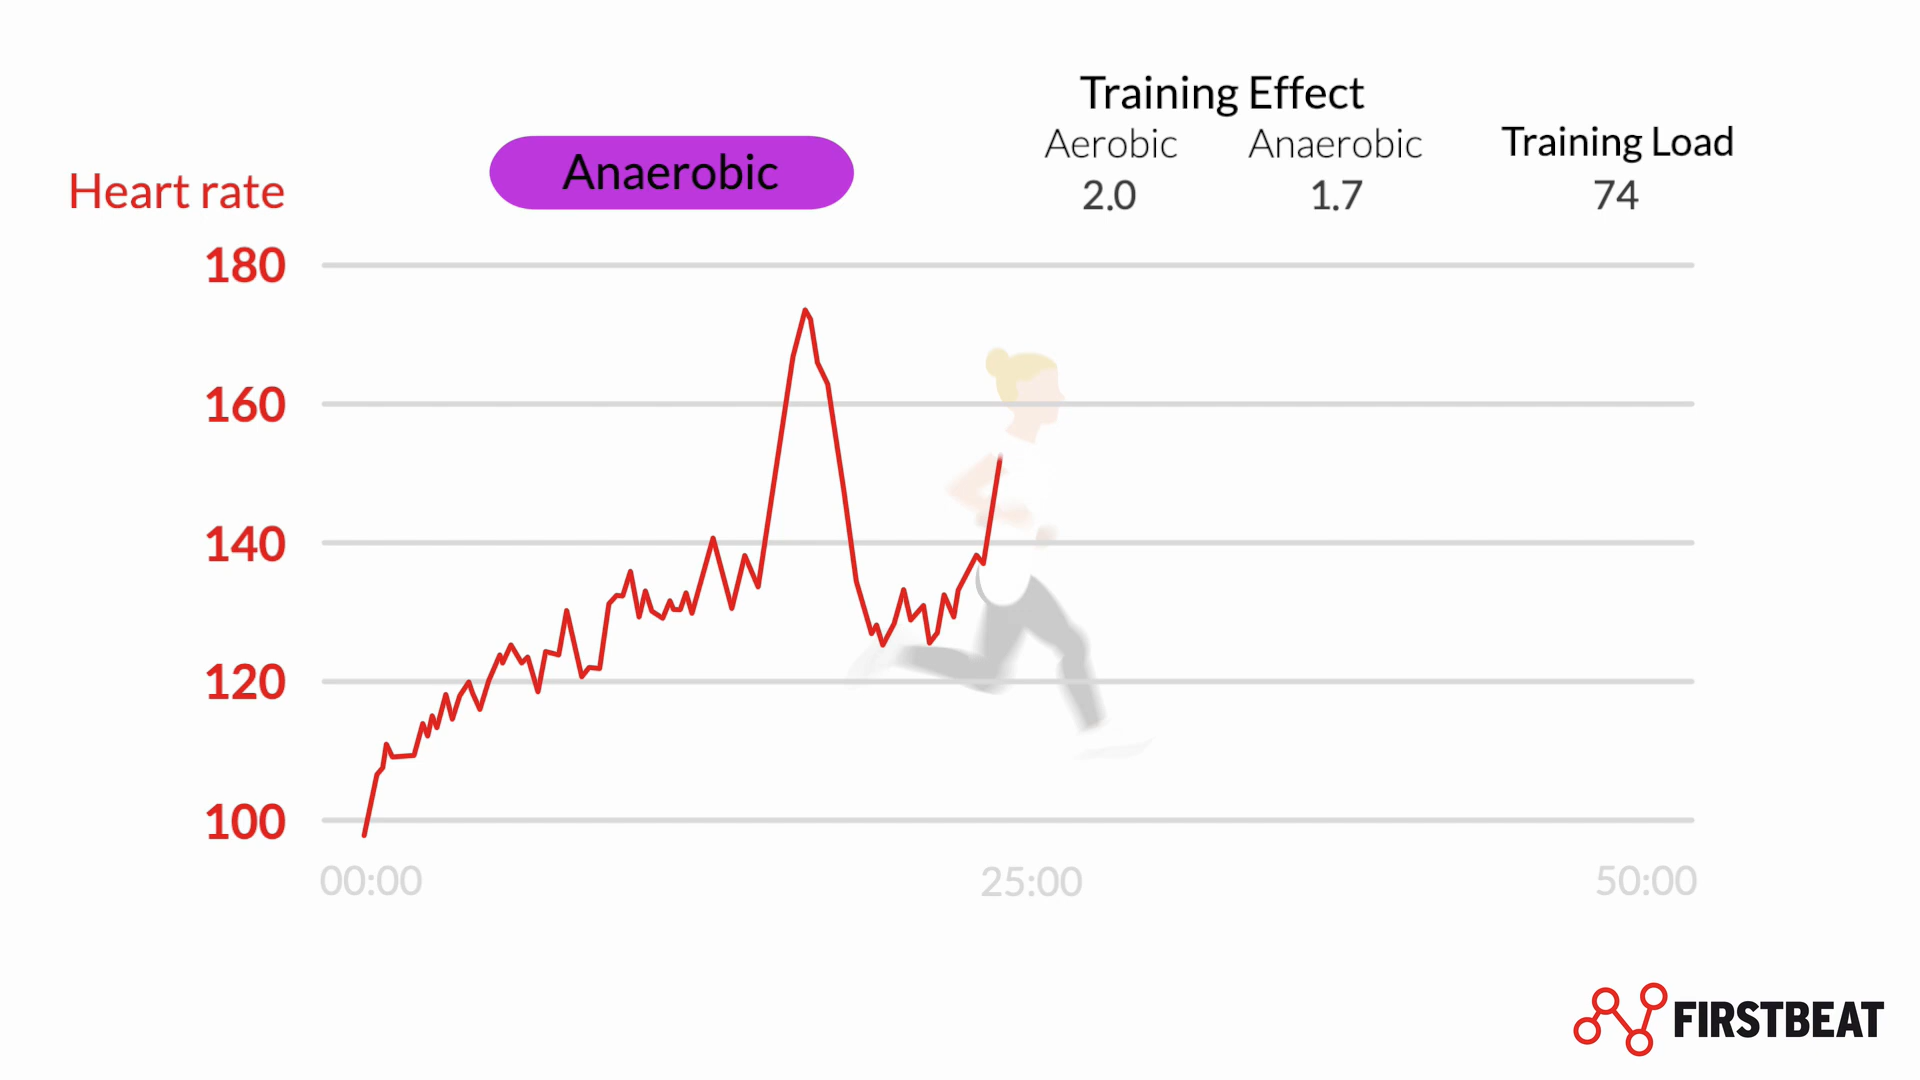 Training Effect
Aerobic Anaerobic Training Load
2.0 1.7 74
Anaerobic
Heart rate
180
160
140
120
100
00:00 25:00 50:00
FIRSTBEAT